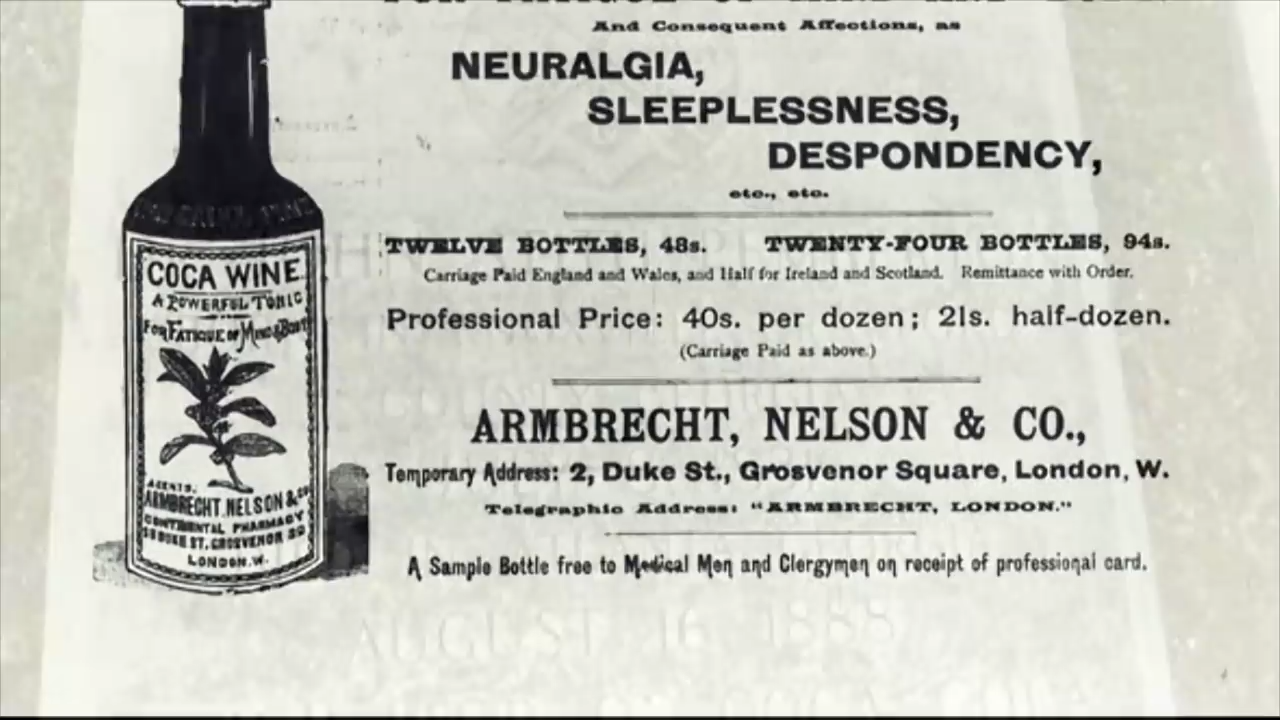 And Consequent Affections, as
NEURALGIA,
SLEEPLESSNESS,
DESPONDENCY,
etc., etc.
TWELVE BOTTLES, 48s. TWENTY-FOUR BOTTLES, 94s.
Carriage Paid England and Wales, and Half for Ireland and Scotland. Remittance with Order.
Professional Price: 40s. per dozen; 21s. half-dozen.
(Carriage Paid as above.)
ARMBRECHT, NELSON & CO.,
Temporary Address: 2, Duke St., Grosvenor Square, London, W.
Telegraphic Address: "ARMBRECHT, LONDON."
A Sample Bottle free to Medical Men and Clergymen on receipt of professional card.
COCA WINE
A POWERFUL TONIC
FOR FATIGUE OF MIND & BODY
AGENTS,
ARMBRECHT, NELSON & CO
CONTINENTAL PHARMACY
DUKE ST. GROSVENOR SQ
LONDON. W.
COUNTY GEORGIA
AUGUST 16 1888